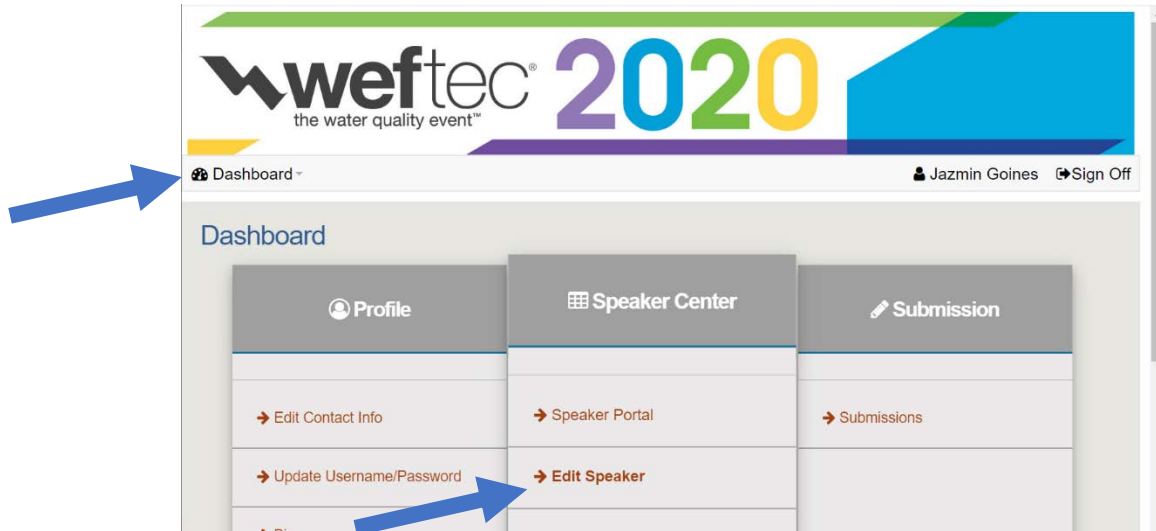 weftec® 2020
the water quality event™
Dashboard
Jazmin Goines Sign Off
Dashboard
Profile
Speaker Center
Submission
Edit Contact Info
Speaker Portal
Submissions
Update Username/Password
Edit Speaker